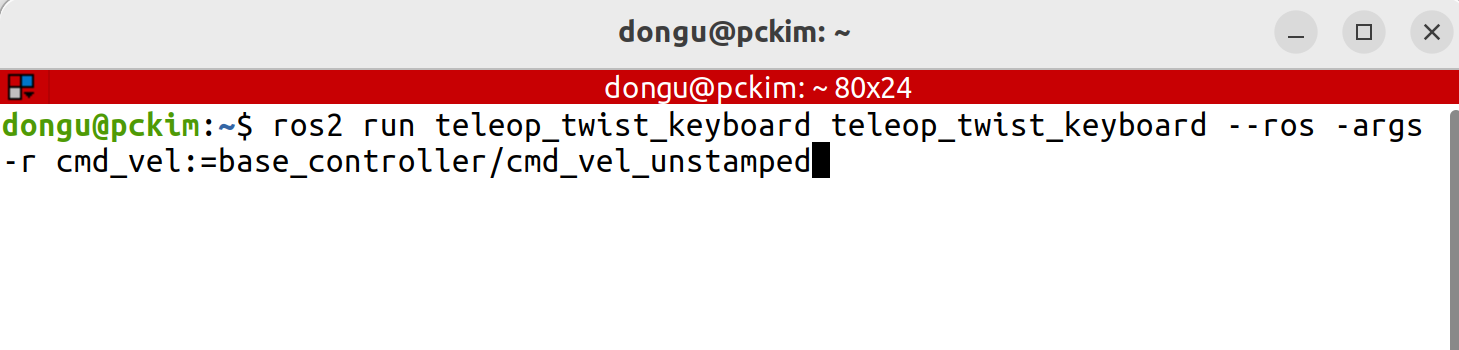 dongu@pckim: ~
dongu@pckim: ~ 80x24
dongu@pckim:~$ ros2 run teleop_twist_keyboard teleop_twist_keyboard --ros -args
-r cmd_vel:=base_controller/cmd_vel_unstamped